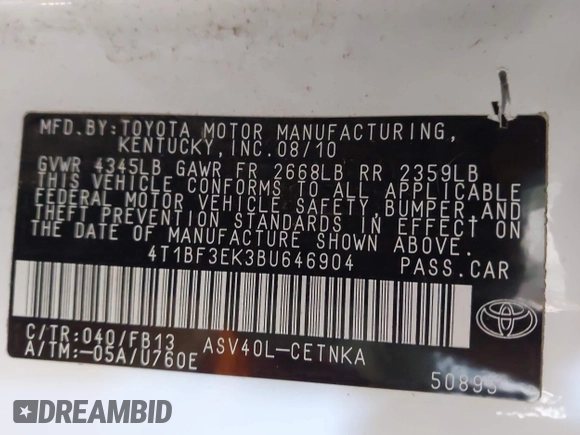 MFD.BY:TOYOTA MOTOR MANUFACTURING,
KENTUCKY,INC.08/10
GVWR 4345LB GAWR FR 2668LB RR 2359LB
THIS VEHICLE CONFORMS TO ALL APPLICABLE
FEDERAL MOTOR VEHICLE SAFETY,BUMPER,AND
THEFT PREVENTION STANDARDS IN EFFECT ON
THE DATE OF MANUFACTURE SHOWN ABOVE.
4T1BF3EK3BU646904 PASS.CAR
C/TR:040/FB13 ASV40L-CETNKA
A/TM:-05A/U760E
DREAMBID